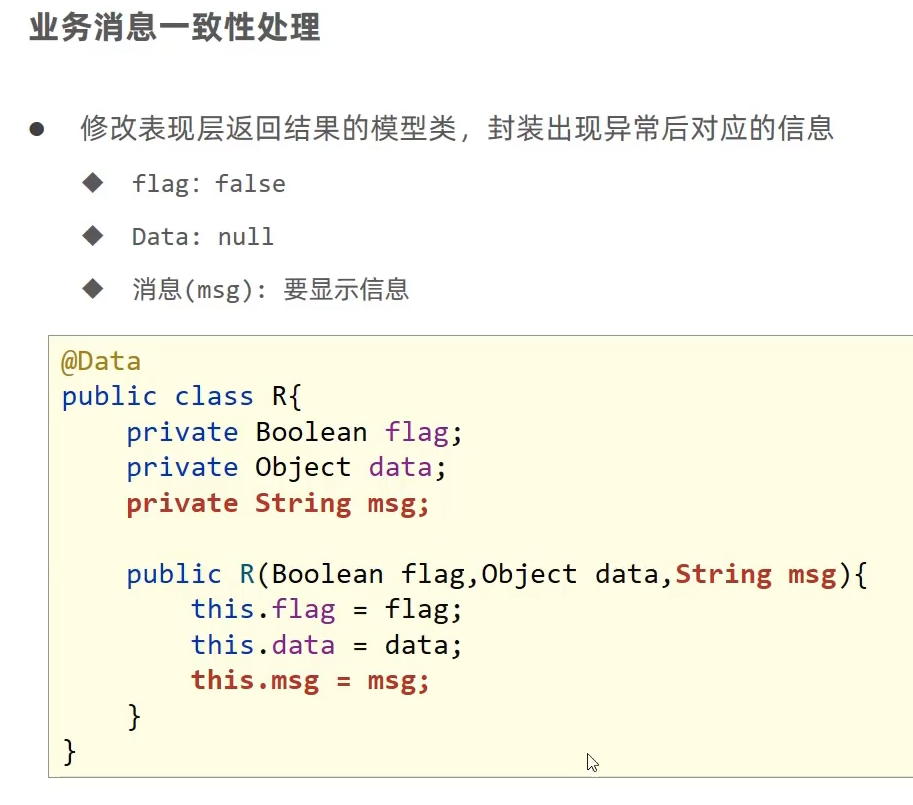 业务消息一致性处理
● 修改表现层返回结果的模型类，封装出现异常后对应的信息
◆ flag：false
◆ Data：null
◆ 消息(msg)：要显示信息
@Data
public class R{
    private Boolean flag;
    private Object data;
    private String msg;
    public R(Boolean flag,Object data,String msg){
        this.flag = flag;
        this.data = data;
        this.msg = msg;
    }
}